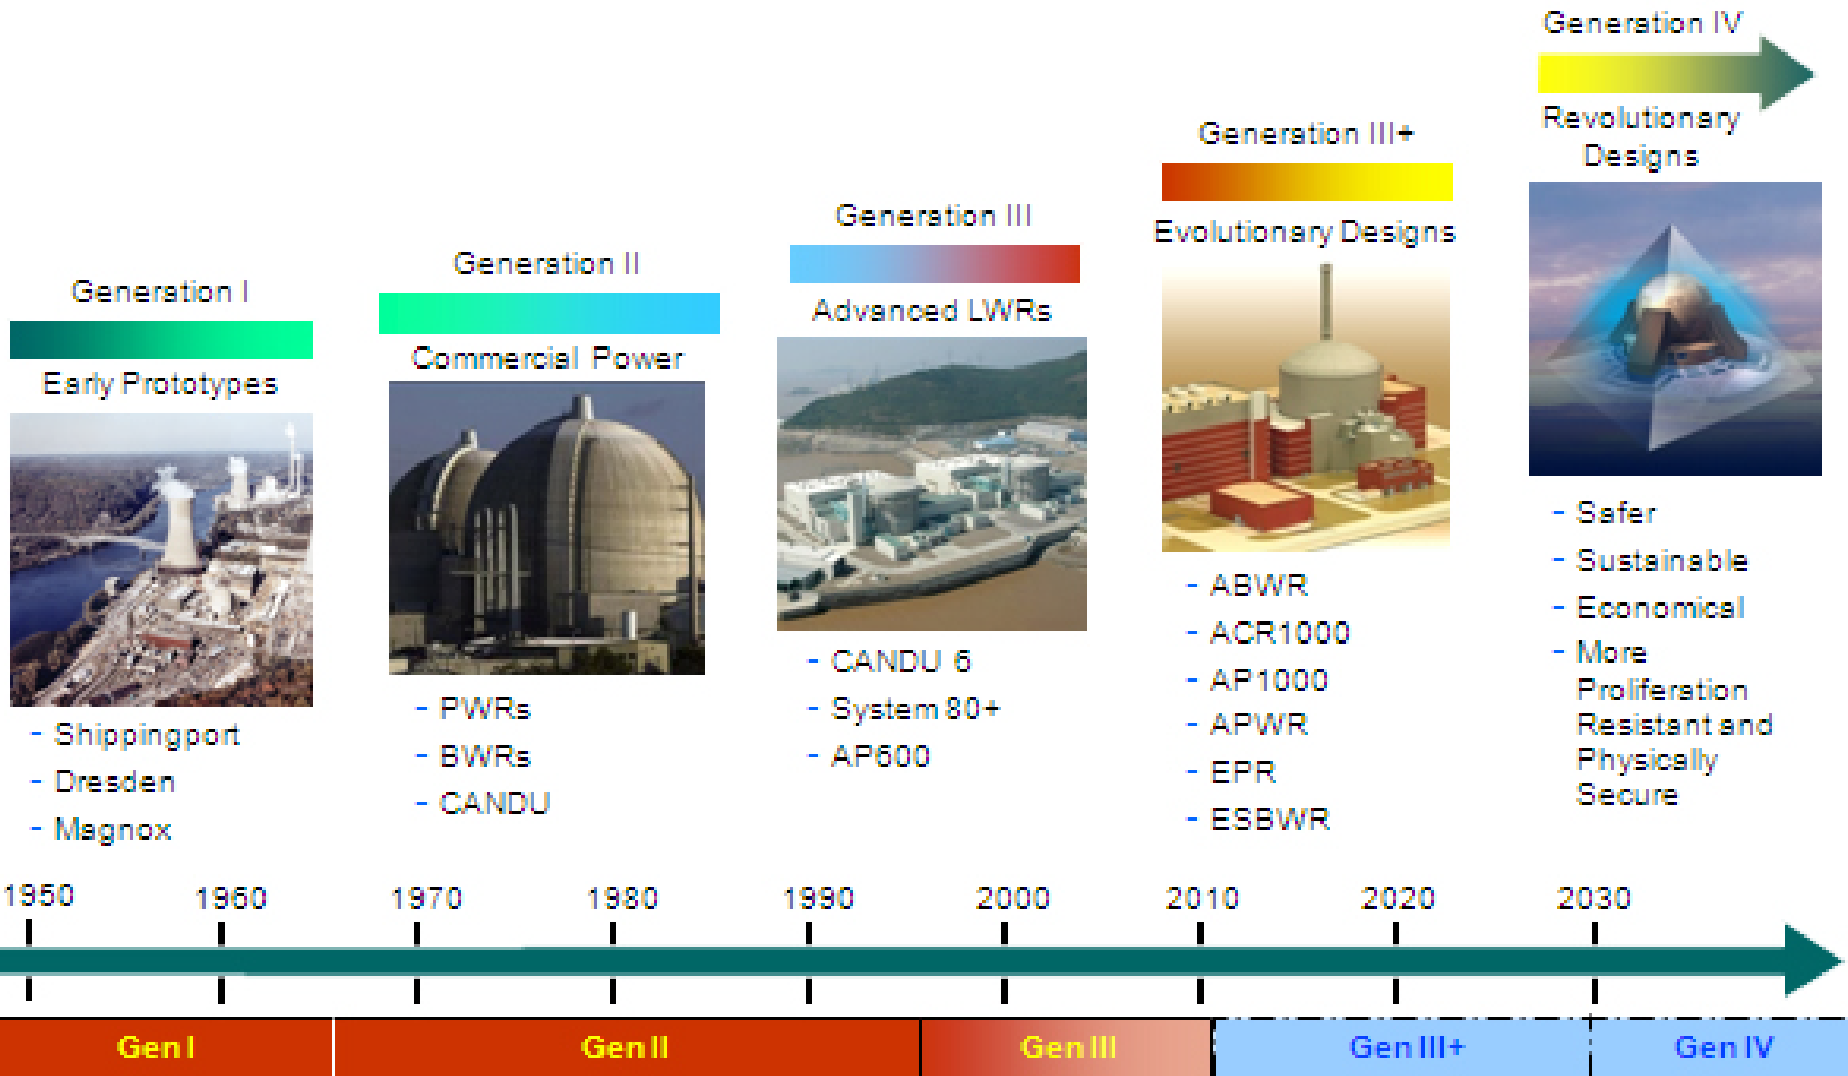 Generation I
Early Prototypes
- Shippingport
- Dresden
- Magnox
Generation II
Commercial Power
- PWRs
- BWRs
- CANDU
Generation III
Advanced LWRs
- CANDU 6
- System 80+
- AP600
Generation III+
Evolutionary Designs
- ABWR
- ACR1000
- AP1000
- APWR
- EPR
- ESBWR
Generation IV
Revolutionary
Designs
- Safer
- Sustainable
- Economical
- More
Proliferation
Resistant and
Physically
Secure
1950 1960 1970 1980 1990 2000 2010 2020 2030
Gen I Gen II Gen III Gen III+ Gen IV